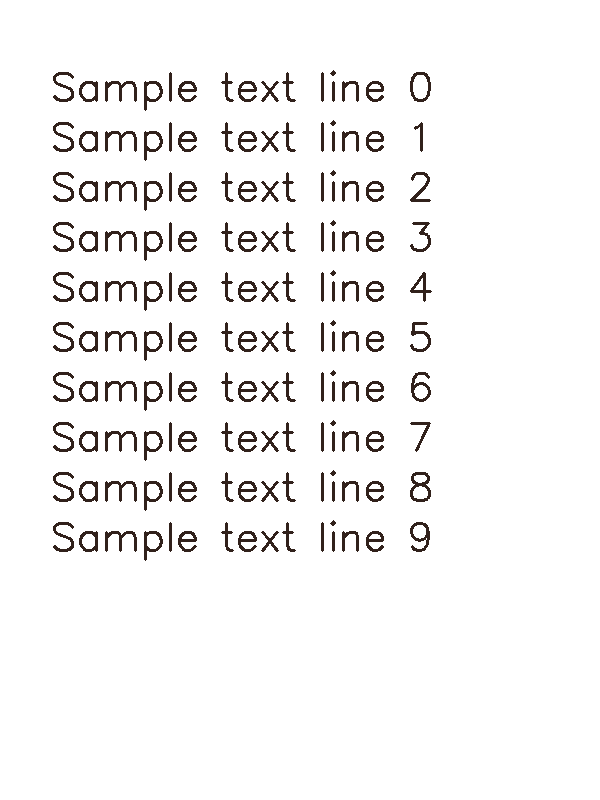 Sample text line 0
Sample text line 1
Sample text line 2
Sample text line 3
Sample text line 4
Sample text line 5
Sample text line 6
Sample text line 7
Sample text line 8
Sample text line 9